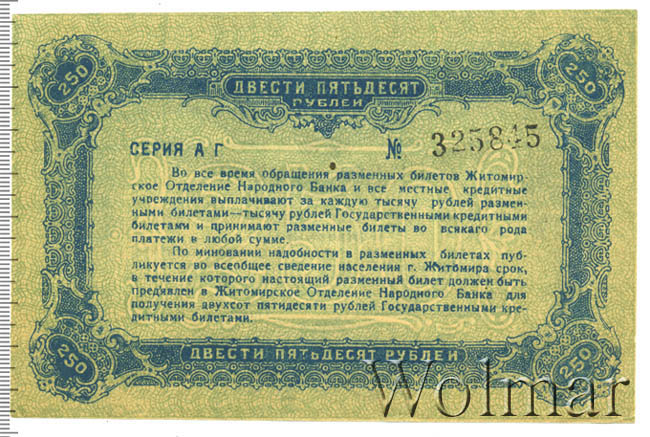 250 250
ДВЕСТИ ПЯТЬДЕСЯТ
РУБЛЕЙ
СЕРИЯ А Г № 325845
Во все время обращения разменных билетов Житомир-
ское Отделение Народного Банка и все местные кредитные
учреждения выплачивают за каждую тысячу рублей размен-
ными билетами—тысячу рублей Государственными кредитными
билетами и принимают разменные билеты во всякаго рода
платежи в любой сумме.
По миновании надобности в разменных билетах пуб-
ликуется во всеобщее сведение населения г. Житомира срок,
в течение которого настоящий разменный билет должен быть
предявлен в Житомирское Отделение Народного Банка для
получения двухсот пятидесяти рублей Государственными кре-
дитными-билетами.
250 ДВЕСТИ ПЯТЬДЕСЯТ РУБЛЕЙ 250
Wolmar